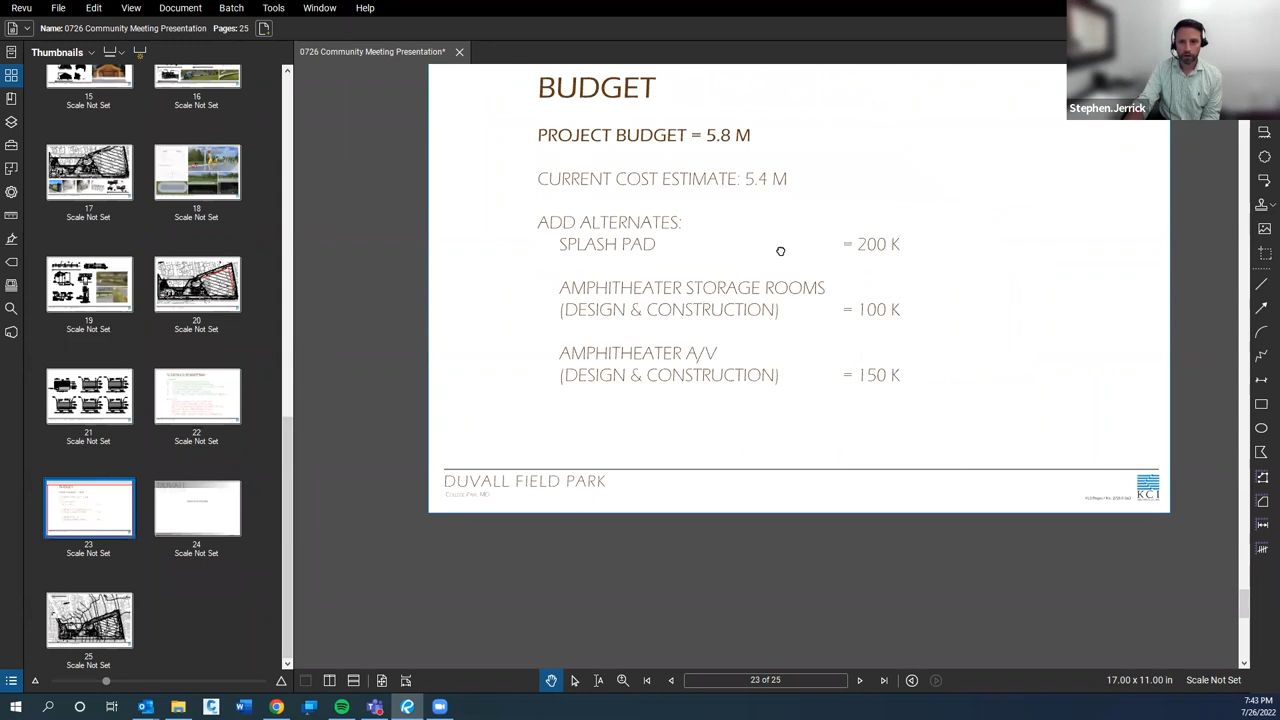 Revu File Edit View Document Batch Tools Window Help
Name: 0726 Community Meeting Presentation Pages: 25
Thumbnails
0726 Community Meeting Presentation*
15
Scale Not Set
16
Scale Not Set
17
Scale Not Set
18
Scale Not Set
19
Scale Not Set
20
Scale Not Set
21
Scale Not Set
22
Scale Not Set
23
Scale Not Set
24
Scale Not Set
25
Scale Not Set
BUDGET
PROJECT BUDGET = 5.8 M
CURRENT COST ESTIMATE: 5.4 M
ADD ALTERNATES:
SPLASH PAD = 200 K
AMPHITHEATER STORAGE ROOMS
(DESIGN & CONSTRUCTION) = 100 K
AMPHITHEATER A/V
(DESIGN & CONSTRUCTION) = 150 K
DUVALL FIELD PARK
College Park, MD
KCI
Stephen.Jerrick
23 of 25
17.00 x 11.00 in
Scale Not Set
7:43 PM
7/26/2022